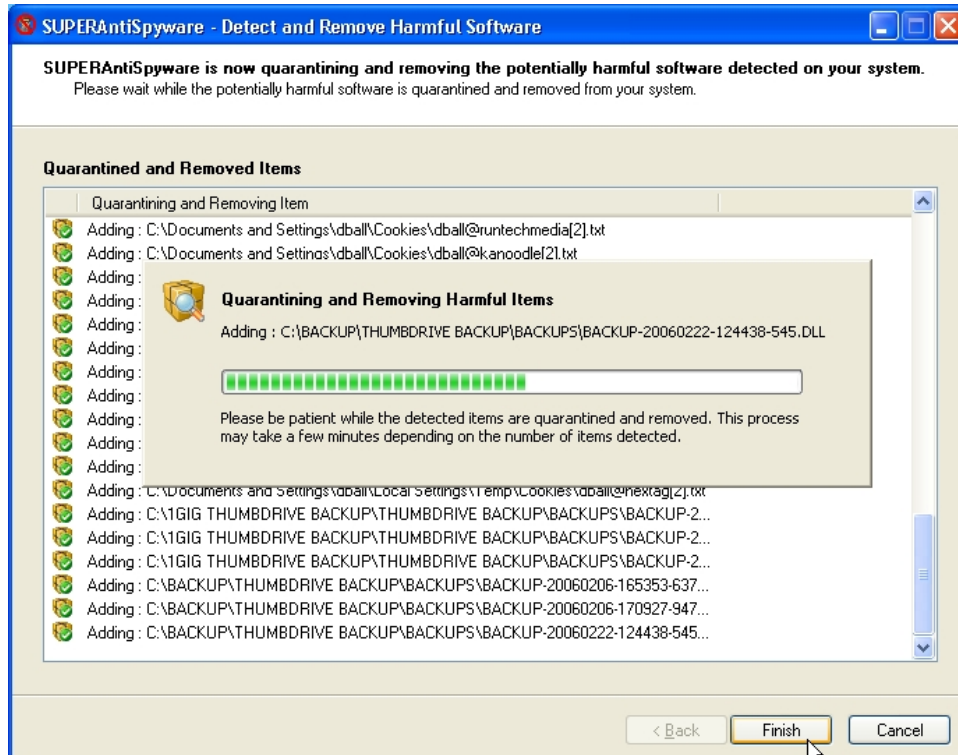 SUPERAntiSpyware - Detect and Remove Harmful Software
SUPERAntiSpyware is now quarantining and removing the potentially harmful software detected on your system.
Please wait while the potentially harmful software is quarantined and removed from your system.
Quarantined and Removed Items
Quarantining and Removing Item
Adding : C:\Documents and Settings\dball\Cookies\dball@runtechmedia[2].txt
Adding : C:\Documents and Settings\dball\Cookies\dball@kanoodle[2].txt
Adding :
Adding :
Adding :
Adding :
Adding :
Adding :
Adding :
Adding :
Adding :
Quarantining and Removing Harmful Items
Adding : C:\BACKUP\THUMBDRIVE BACKUP\BACKUPS\BACKUP-20060222-124438-545.DLL
Please be patient while the detected items are quarantined and removed. This process
may take a few minutes depending on the number of items detected.
Adding : C:\Documents and Settings\dball\Local Settings\Temp\Cookies\dball@nextag[2].txt
Adding : C:\1GIG THUMBDRIVE BACKUP\THUMBDRIVE BACKUP\BACKUPS\BACKUP-2...
Adding : C:\1GIG THUMBDRIVE BACKUP\THUMBDRIVE BACKUP\BACKUPS\BACKUP-2...
Adding : C:\1GIG THUMBDRIVE BACKUP\THUMBDRIVE BACKUP\BACKUPS\BACKUP-2...
Adding : C:\BACKUP\THUMBDRIVE BACKUP\BACKUPS\BACKUP-20060206-165353-637...
Adding : C:\BACKUP\THUMBDRIVE BACKUP\BACKUPS\BACKUP-20060206-170927-947...
Adding : C:\BACKUP\THUMBDRIVE BACKUP\BACKUPS\BACKUP-20060222-124438-545...
< Back
Finish
Cancel